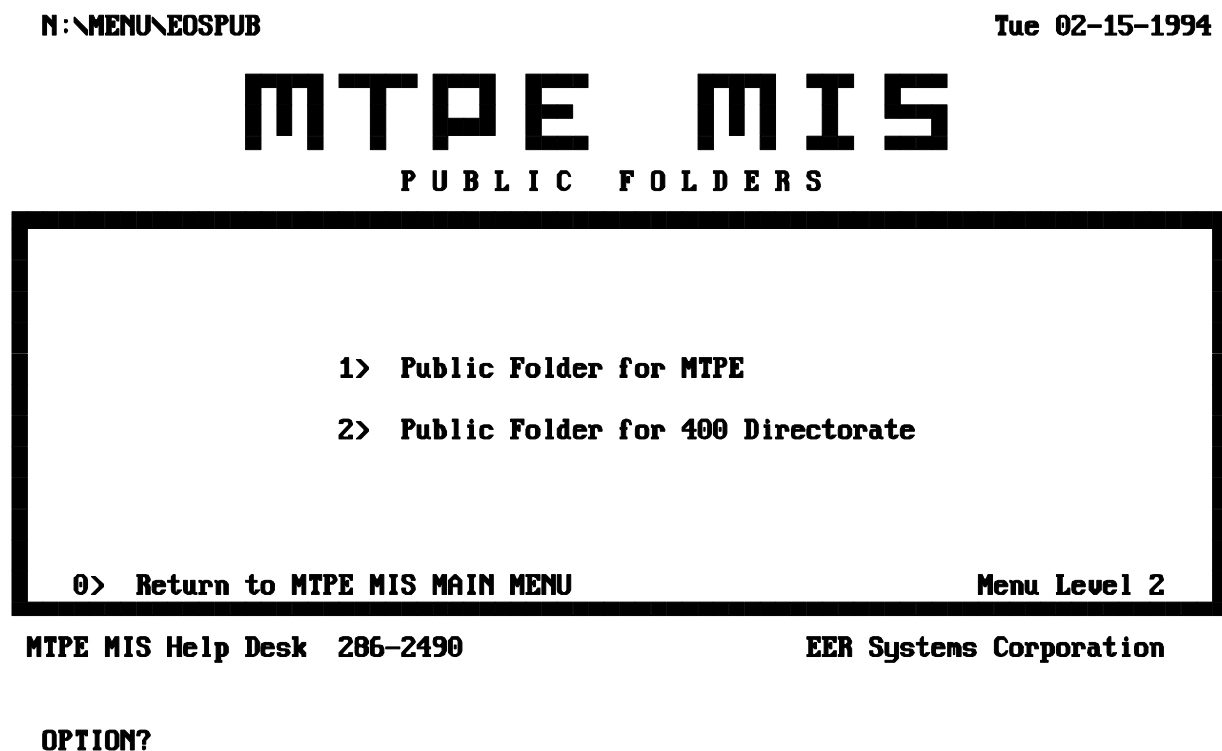 N:\MENU\EOSPUB Tue 02-15-1994
MTPE MIS
PUBLIC FOLDERS
1> Public Folder for MTPE
2> Public Folder for 400 Directorate
0> Return to MTPE MIS MAIN MENU Menu Level 2
MTPE MIS Help Desk 286-2490 EER Systems Corporation
OPTION?